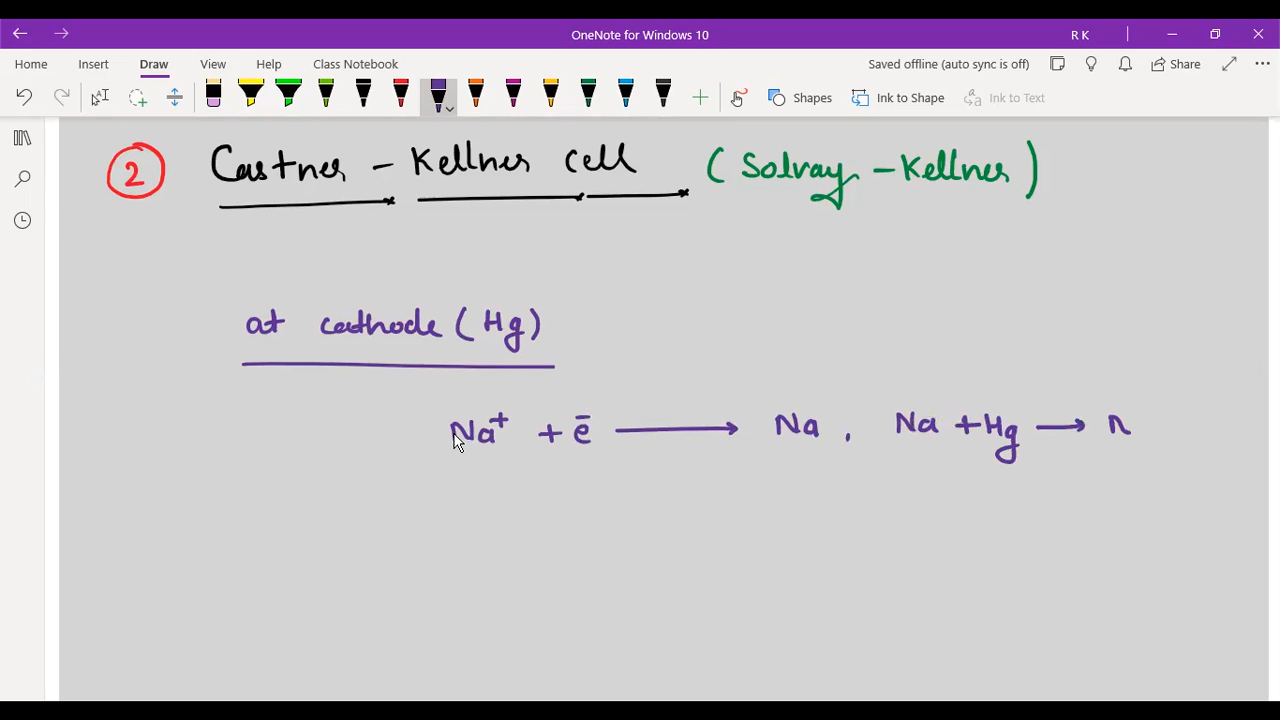 OneNote for Windows 10
R K
Home Insert Draw View Help Class Notebook
Saved offline (auto sync is off)
Share
Shapes
Ink to Shape
Ink to Text
2 Castner - Kellner cell (Solvay - Kellner)
at cathode (Hg)
Na⁺ + ē ⟶ Na, Na + Hg ⟶ n